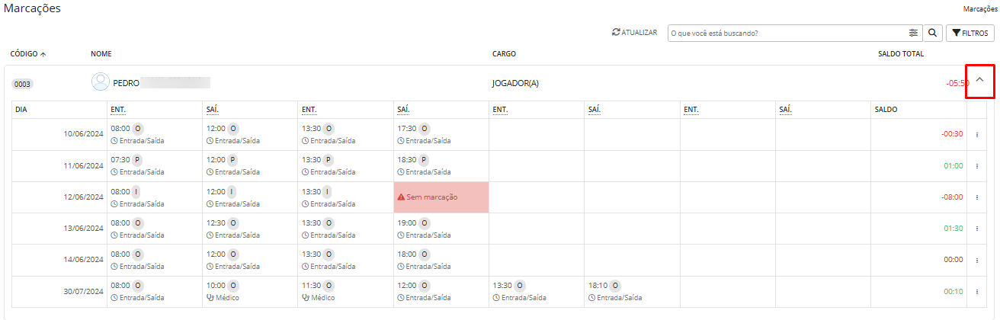 Marcações
Marcações
ATUALIZAR
O que você está buscando?
FILTROS
CÓDIGO NOME CARGO SALDO TOTAL
0003 PEDRO JOGADOR(A) -05:50
DIA ENT. SAÍ. ENT. SAÍ. ENT. SAÍ. ENT. SAÍ. SALDO
10/06/2024 08:00 O 12:00 O 13:30 O 17:30 O -00:30
Entrada/Saída Entrada/Saída Entrada/Saída Entrada/Saída
11/06/2024 07:30 P 12:00 P 13:30 P 18:30 P 01:00
Entrada/Saída Entrada/Saída Entrada/Saída Entrada/Saída
12/06/2024 08:00 I 12:00 I 13:30 I Sem marcação -08:00
Entrada/Saída Entrada/Saída Entrada/Saída
13/06/2024 08:00 O 12:30 O 13:30 O 19:00 O 01:30
Entrada/Saída Entrada/Saída Entrada/Saída Entrada/Saída
14/06/2024 08:00 O 12:00 O 13:30 O 18:00 O 00:00
Entrada/Saída Entrada/Saída Entrada/Saída Entrada/Saída
30/07/2024 08:00 O 10:00 O 11:30 O 12:00 O 13:30 O 18:10 O 00:10
Entrada/Saída Médico Médico Entrada/Saída Entrada/Saída Entrada/Saída